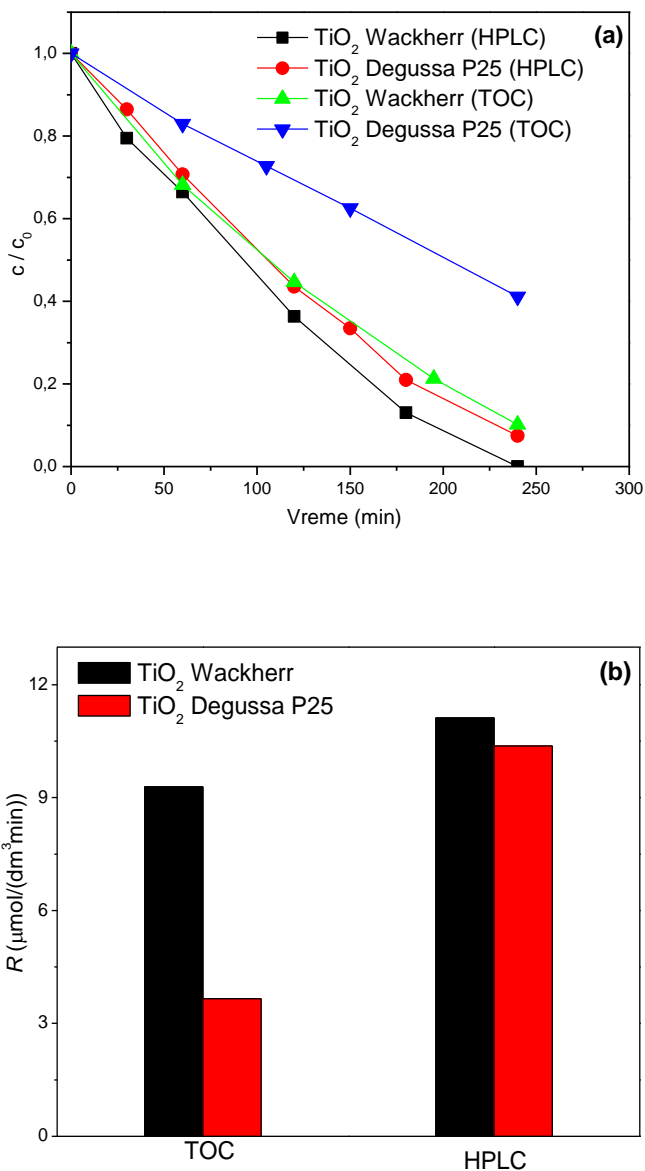 (a)
TiO2 Wackherr (HPLC)
TiO2 Degussa P25 (HPLC)
TiO2 Wackherr (TOC)
TiO2 Degussa P25 (TOC)
1,0
0,8
0,6
0,4
0,2
0,0
c / c0
0 50 100 150 200 250 300
Vreme (min)
(b)
TiO2 Wackherr
TiO2 Degussa P25
12
9
6
3
0
R (μmol/(dm3min))
TOC HPLC